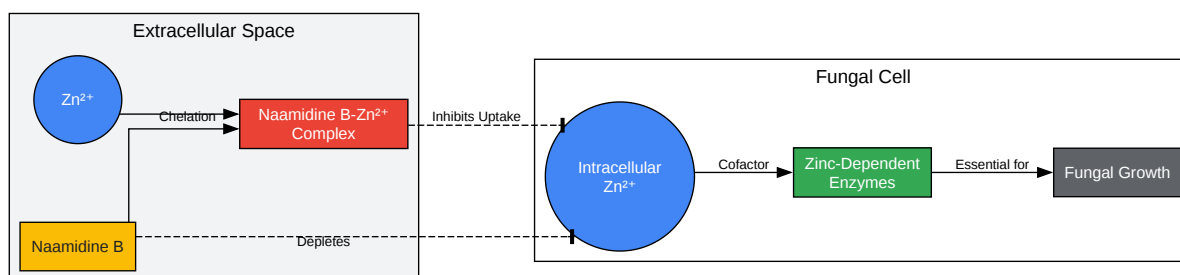 Extracellular Space
Zn²⁺
Chelation
Naamidine B-Zn²⁺
Complex
Naamidine B
Inhibits Uptake
Depletes
Fungal Cell
Intracellular
Zn²⁺
Cofactor
Zinc-Dependent
Enzymes
Essential for
Fungal Growth